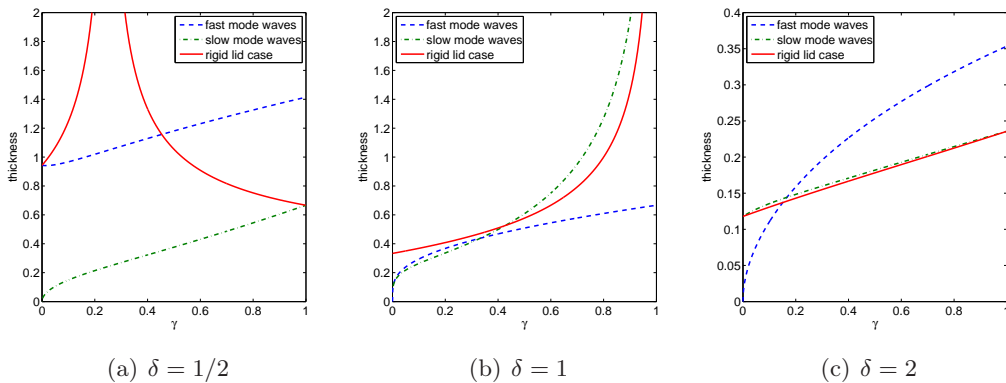 2
1.8
1.6
1.4
1.2
1
0.8
0.6
0.4
0.2
0
thickness
fast mode waves
slow mode waves
rigid lid case
0 0.2 0.4 0.6 0.8 1
γ
(a) δ = 1/2
2
1.8
1.6
1.4
1.2
1
0.8
0.6
0.4
0.2
0
thickness
fast mode waves
slow mode waves
rigid lid case
0 0.2 0.4 0.6 0.8 1
γ
(b) δ = 1
0.4
0.35
0.3
0.25
0.2
0.15
0.1
0.05
0
thickness
fast mode waves
slow mode waves
rigid lid case
0 0.2 0.4 0.6 0.8 1
γ
(c) δ = 2